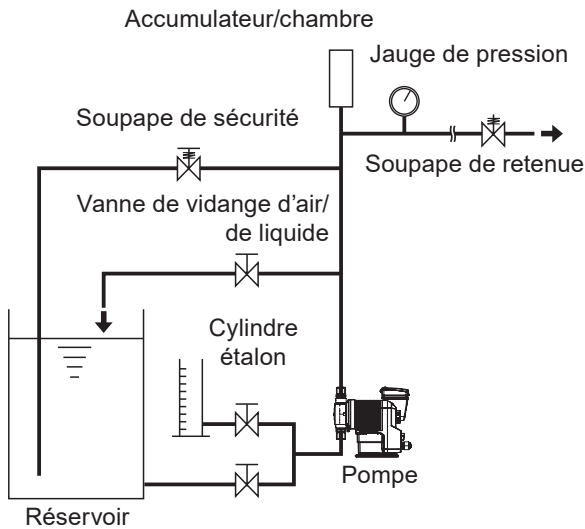 Accumulateur/chambre
Jauge de pression
Soupape de sécurité
Soupape de retenue
Vanne de vidange d'air/
de liquide
Cylindre
étalon
Pompe
Réservoir